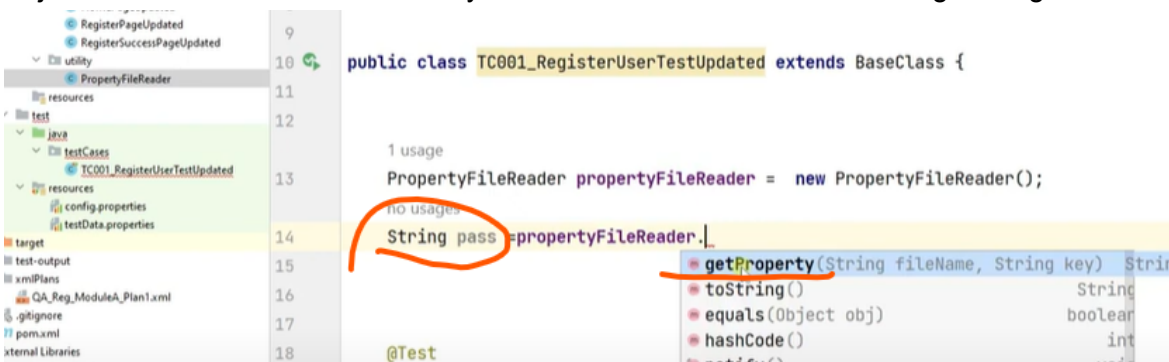 RegisterPageUpdated
RegisterSuccessPageUpdated
utility
PropertyFileReader
resources
test
java
testCases
TC001_RegisterUserTestUpdated
resources
config.properties
testData.properties
target
test-output
xmlPlans
QA_Reg_ModuleA_Plan1.xml
.gitignore
pom.xml
xternal Libraries
9
10 public class TC001_RegisterUserTestUpdated extends BaseClass {
11
12
1 usage
13 PropertyFileReader propertyFileReader = new PropertyFileReader();
no usages
14 String pass =propertyFileReader.
15 getProperty(String fileName, String key) Strin
16 toString() String
equals(Object obj) boolean
17 hashCode() int
18 @Test